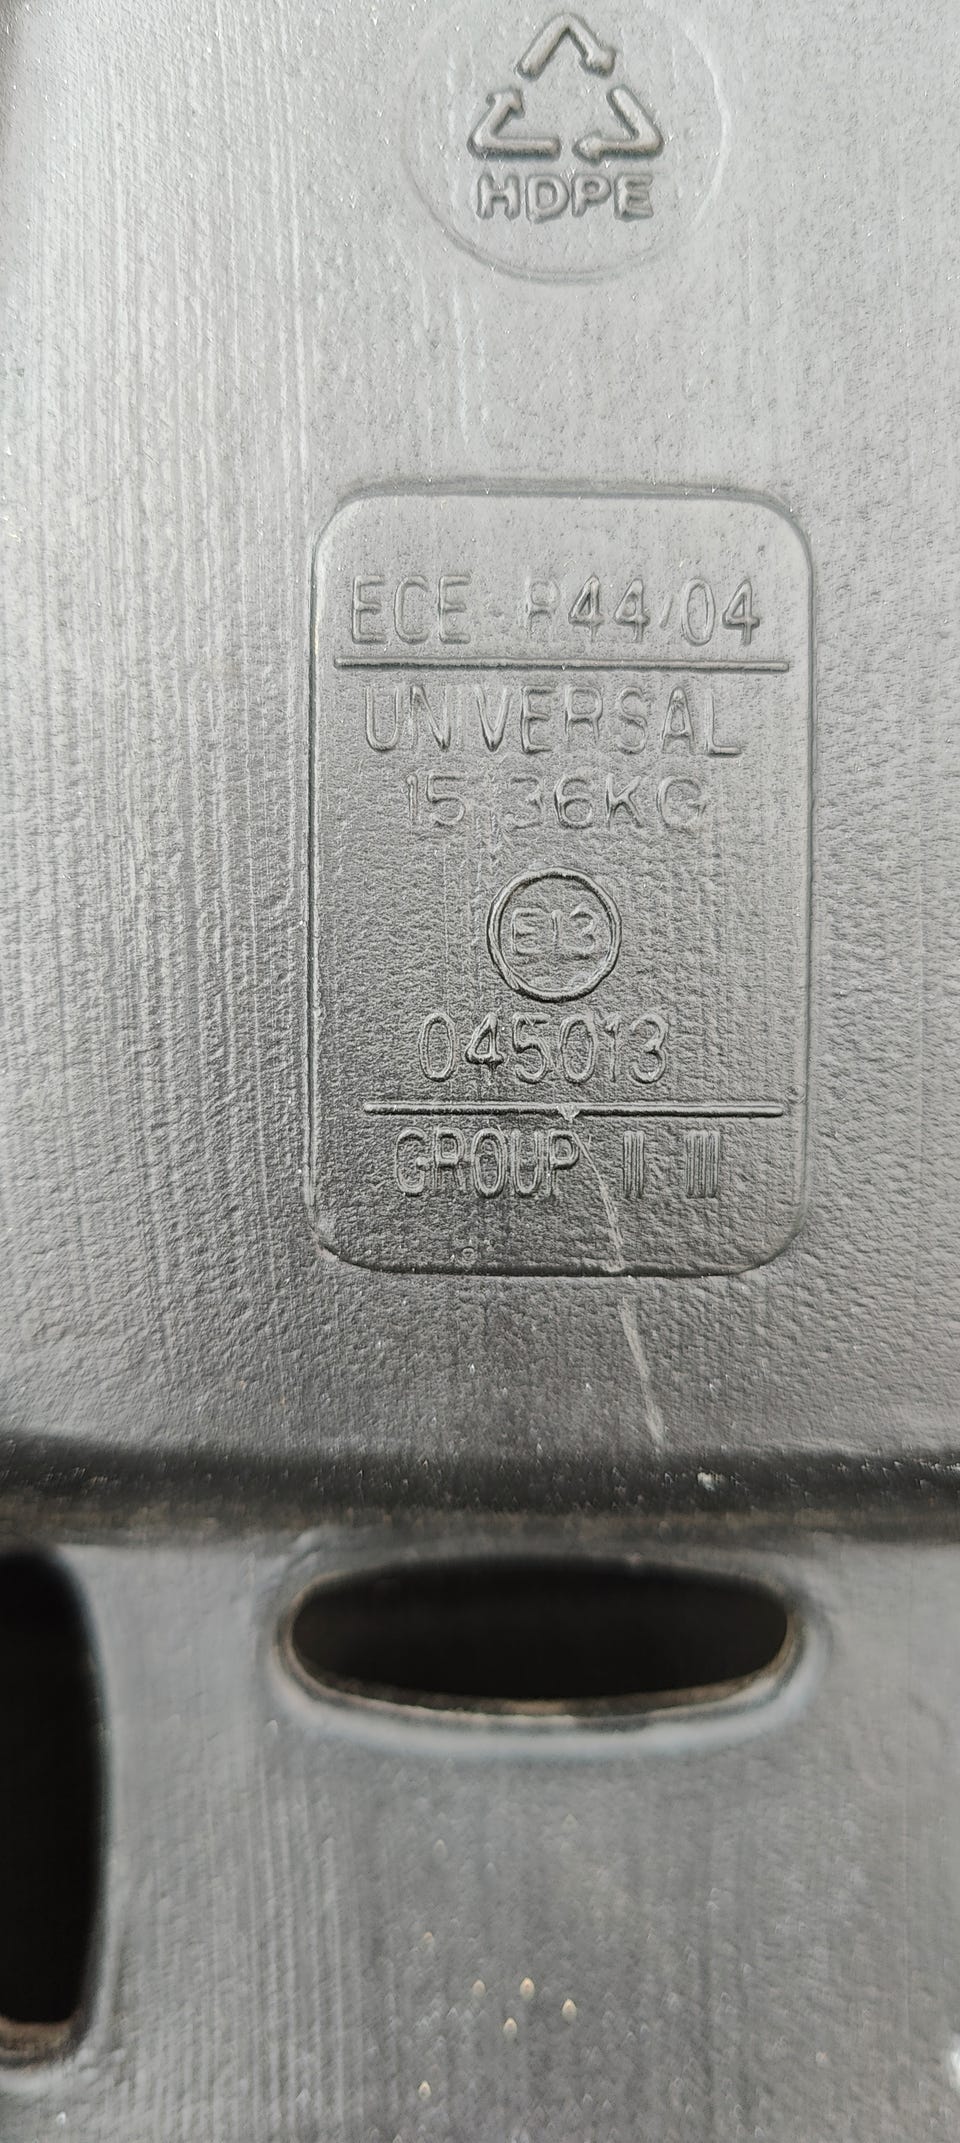 HDPE
ECE-R44/04
UNIVERSAL
15 36KG
E13
045013
GROUP II III